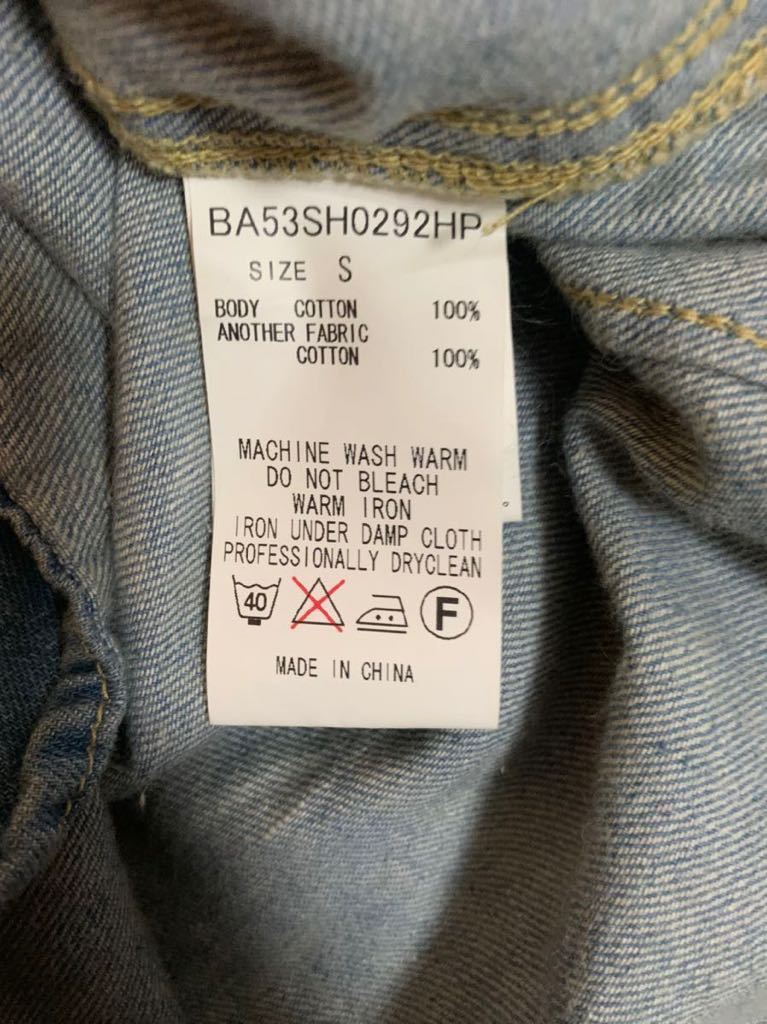 BA53SH0292HP
SIZE S
BODY COTTON 100%
ANOTHER FABRIC
COTTON 100%
MACHINE WASH WARM
DO NOT BLEACH
WARM IRON
IRON UNDER DAMP CLOTH
PROFESSIONALLY DRYCLEAN
40 F
MADE IN CHINA